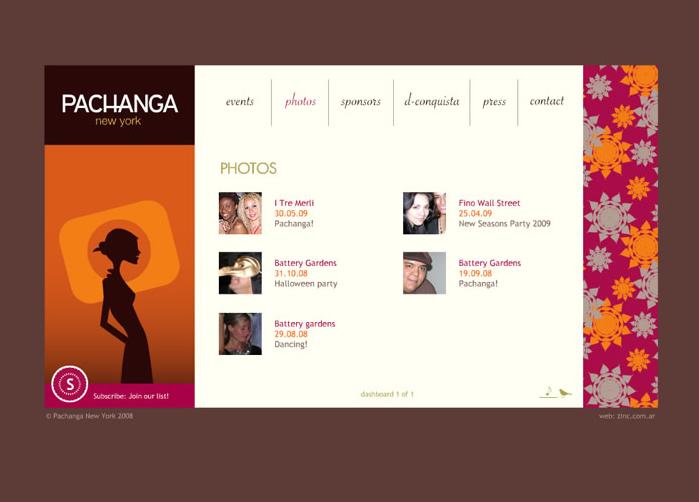 PACHANGA
new york
events
photos
sponsors
d-conquista
press
contact
PHOTOS
I Tre Merli
30.05.09
Pachanga!
Fino Wall Street
25.04.09
New Seasons Party 2009
Battery Gardens
31.10.08
Halloween party
Battery Gardens
19.09.08
Pachanga!
Battery gardens
29.08.08
Dancing!
S
Subscribe: Join our list!
dashboard 1 of 1
© Pachanga New York 2008
web: zinc.com.ar